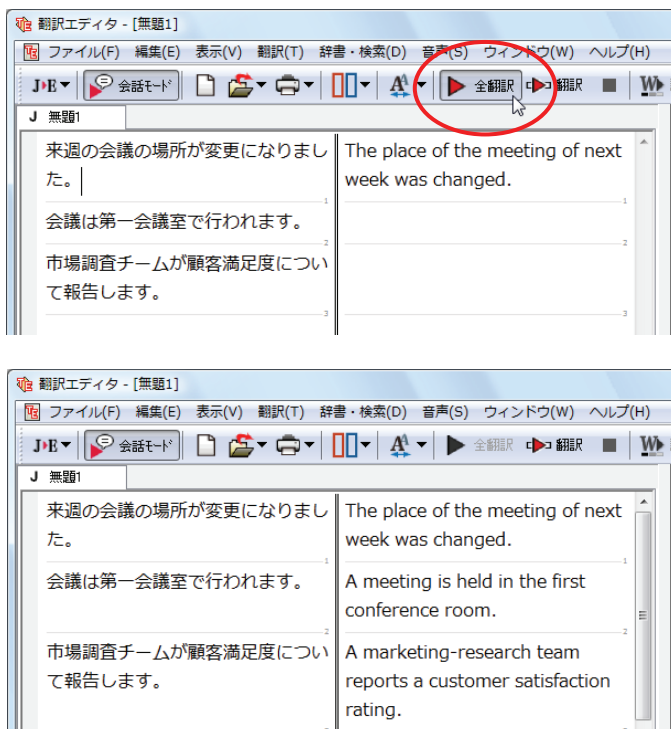 翻訳エディタ - [無題1]
ファイル(F) 編集(E) 表示(V) 翻訳(T) 辞書・検索(D) 音声(S) ウィンドウ(W) ヘルプ(H)
J▸E 会話モード 全翻訳 翻訳 W
J 無題1
来週の会議の場所が変更になりまし
た。
1
The place of the meeting of next
week was changed.
1
会議は第一会議室で行われます。
2
2
市場調査チームが顧客満足度につい
て報告します。
3
3
翻訳エディタ - [無題1]
ファイル(F) 編集(E) 表示(V) 翻訳(T) 辞書・検索(D) 音声(S) ウィンドウ(W) ヘルプ(H)
J▸E 会話モード 全翻訳 翻訳 W
J 無題1
来週の会議の場所が変更になりまし
た。
1
The place of the meeting of next
week was changed.
1
会議は第一会議室で行われます。
2
A meeting is held in the first
conference room.
2
市場調査チームが顧客満足度につい
て報告します。
A marketing-research team
reports a customer satisfaction
rating.